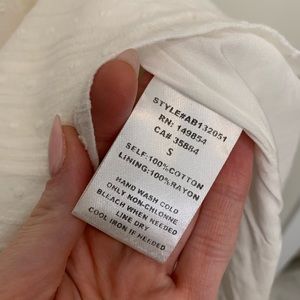 STYLE#AB132051
RN: 149854
CA# 35884
S
SELF:100%COTTON
LINING:100%RAYON
HAND WASH COLD
ONLY NON-CHLORINE
BLEACH WHEN NEEDED
LINE DRY
COOL IRON IF NEEDED